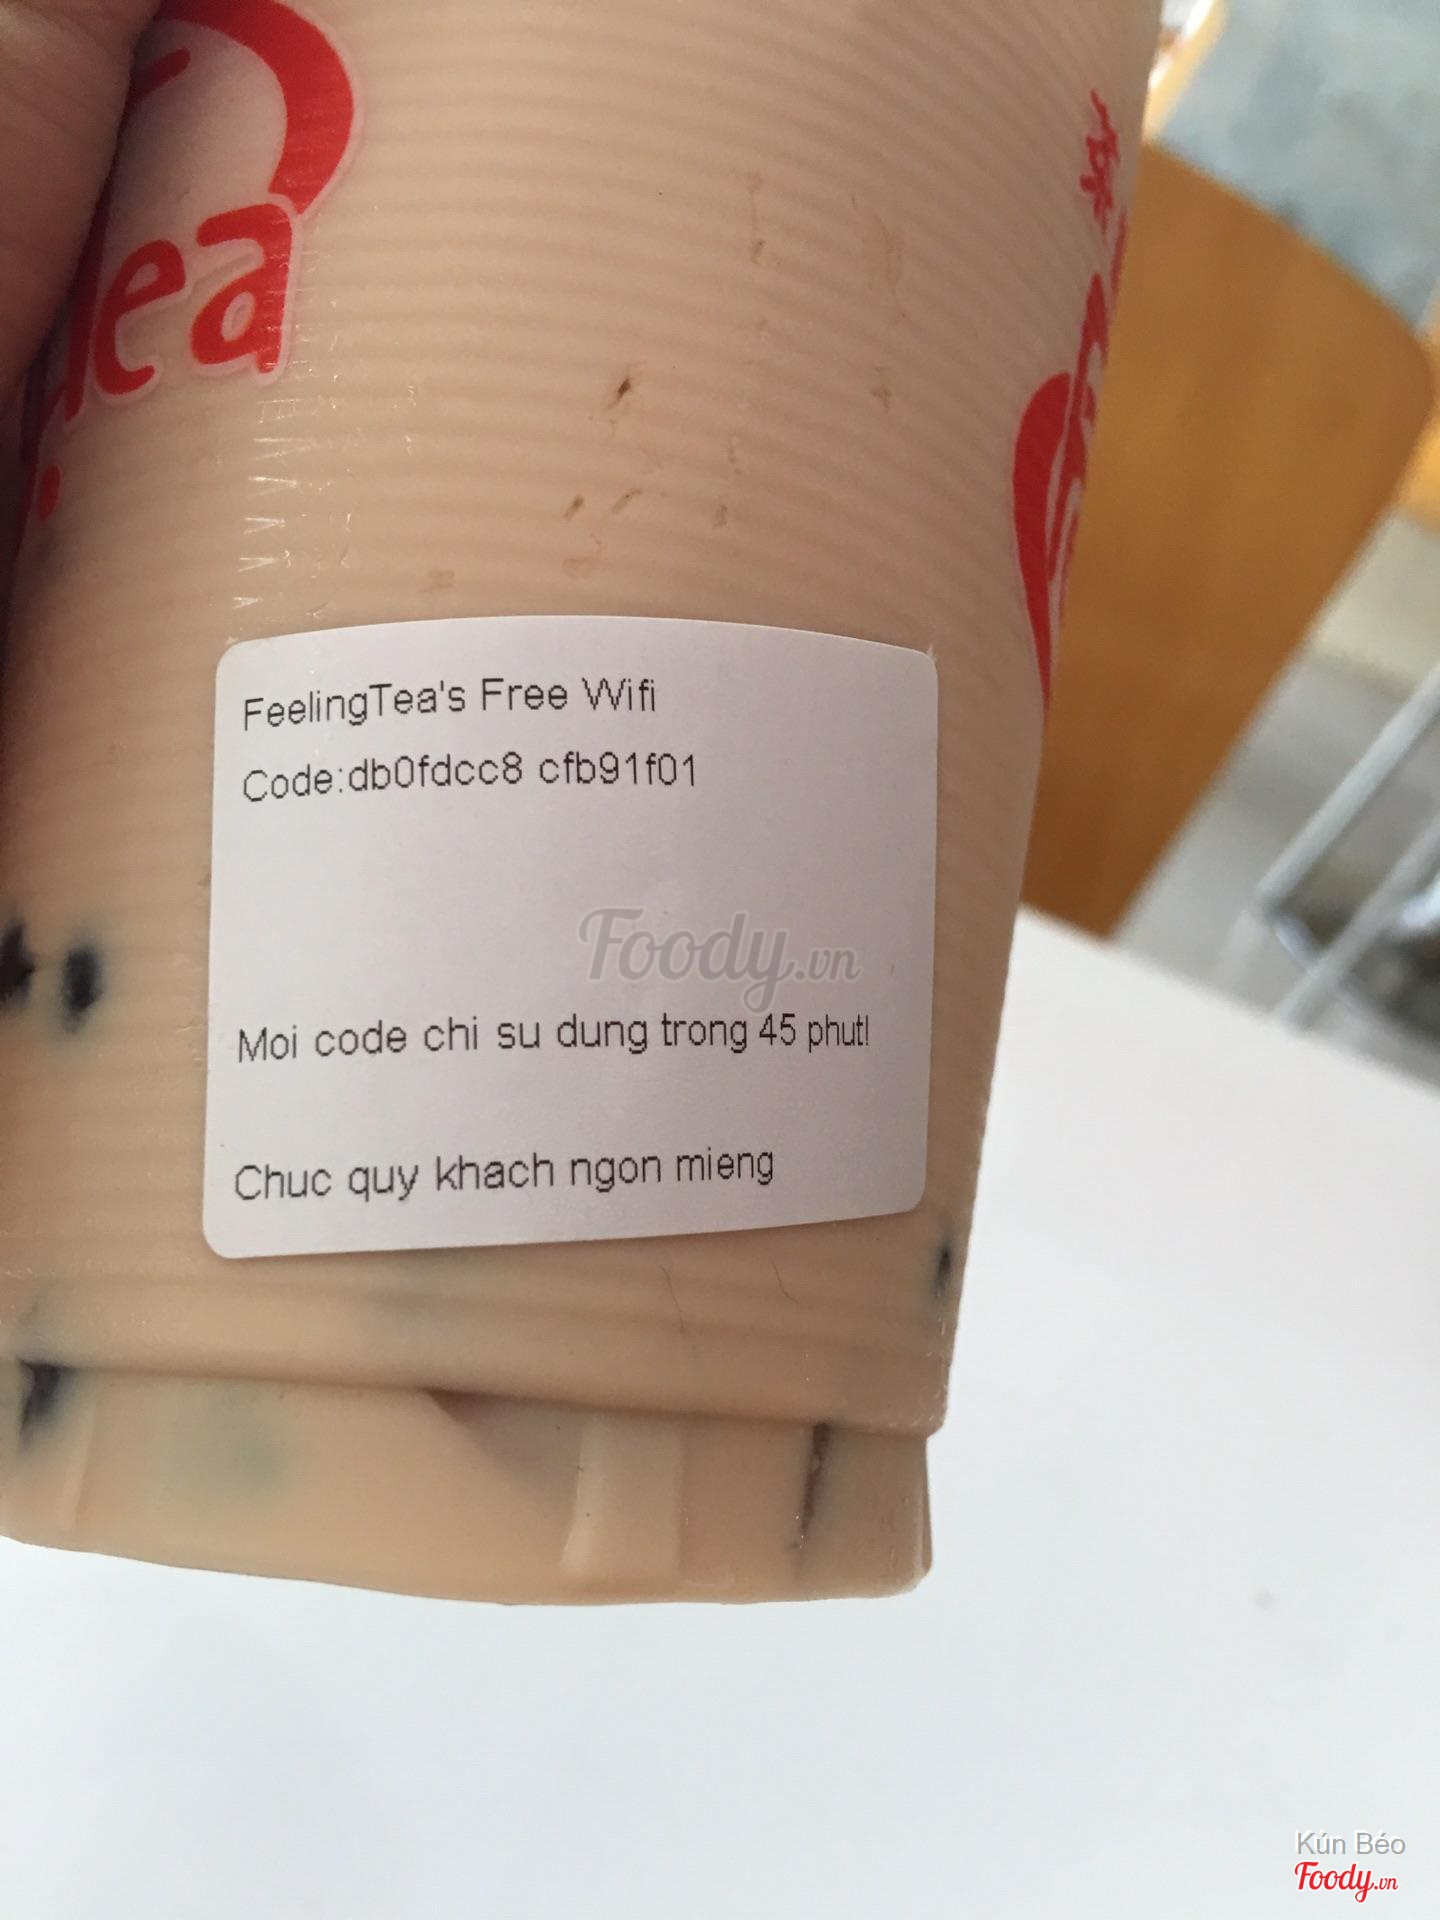 Tea
FeelingTea's Free Wifi
Code:db0fdcc8 cfb91f01
Foody.vn
Moi code chi su dung trong 45 phut!
Chuc quy khach ngon mieng
Kún Béo
Foody.vn